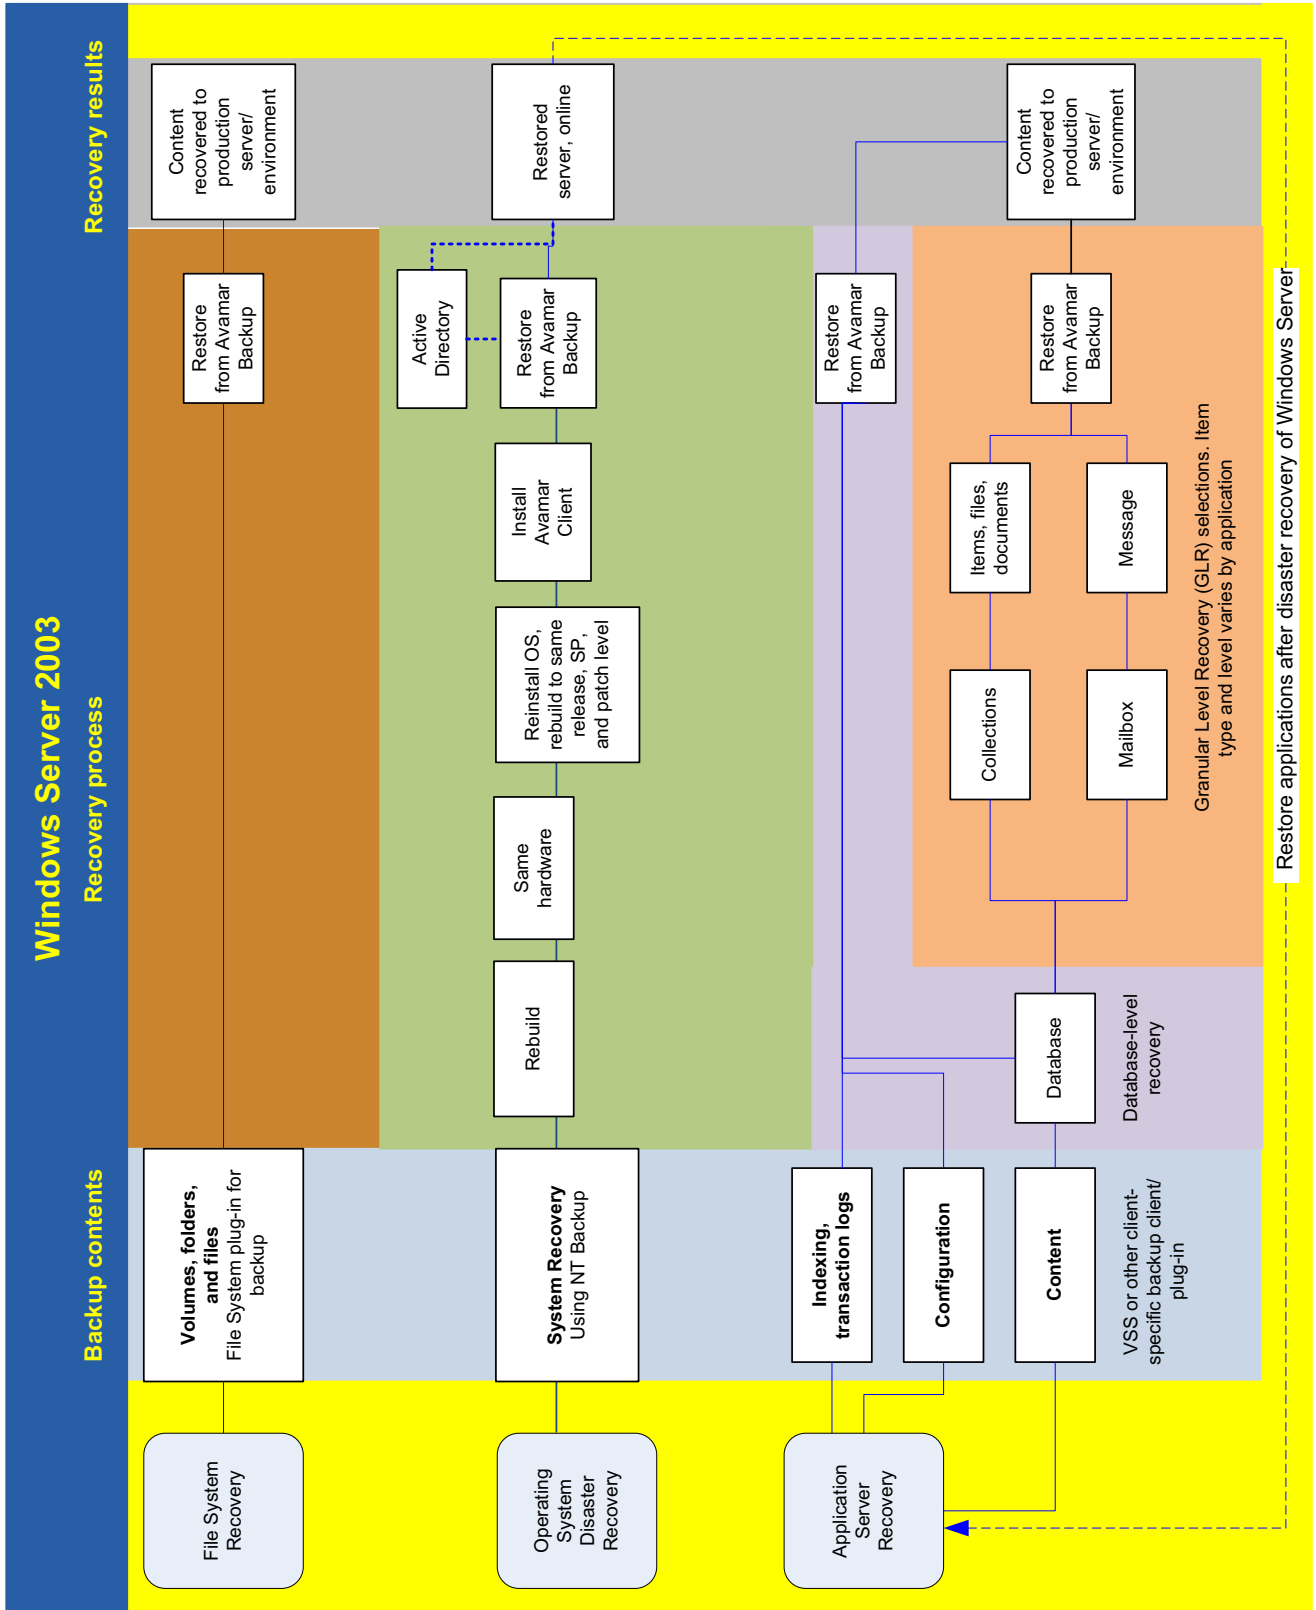 Windows Server 2003
Backup contents
Recovery process
Recovery results
File System
Recovery
Volumes, folders,
and files
File System plug-in for
backup
Restore
from Avamar
Backup
Content
recovered to
production
server/
environment
Operating
System
Disaster
Recovery
System Recovery
Using NT Backup
Rebuild
Same
hardware
Reinstall OS,
rebuild to same
release, SP,
and patch level
Install
Avamar
Client
Active
Directory
Restore
from Avamar
Backup
Restored
server, online
Application
Server
Recovery
Indexing,
transaction logs
Configuration
Content
VSS or other client-
specific backup client/
plug-in
Database
Database-level
recovery
Restore
from Avamar
Backup
Collections
Items, files,
documents
Mailbox
Message
Restore
from Avamar
Backup
Content
recovered to
production
server/
environment
Granular Level Recovery (GLR) selections. Item
type and level varies by application
Restore applications after disaster recovery of Windows Server